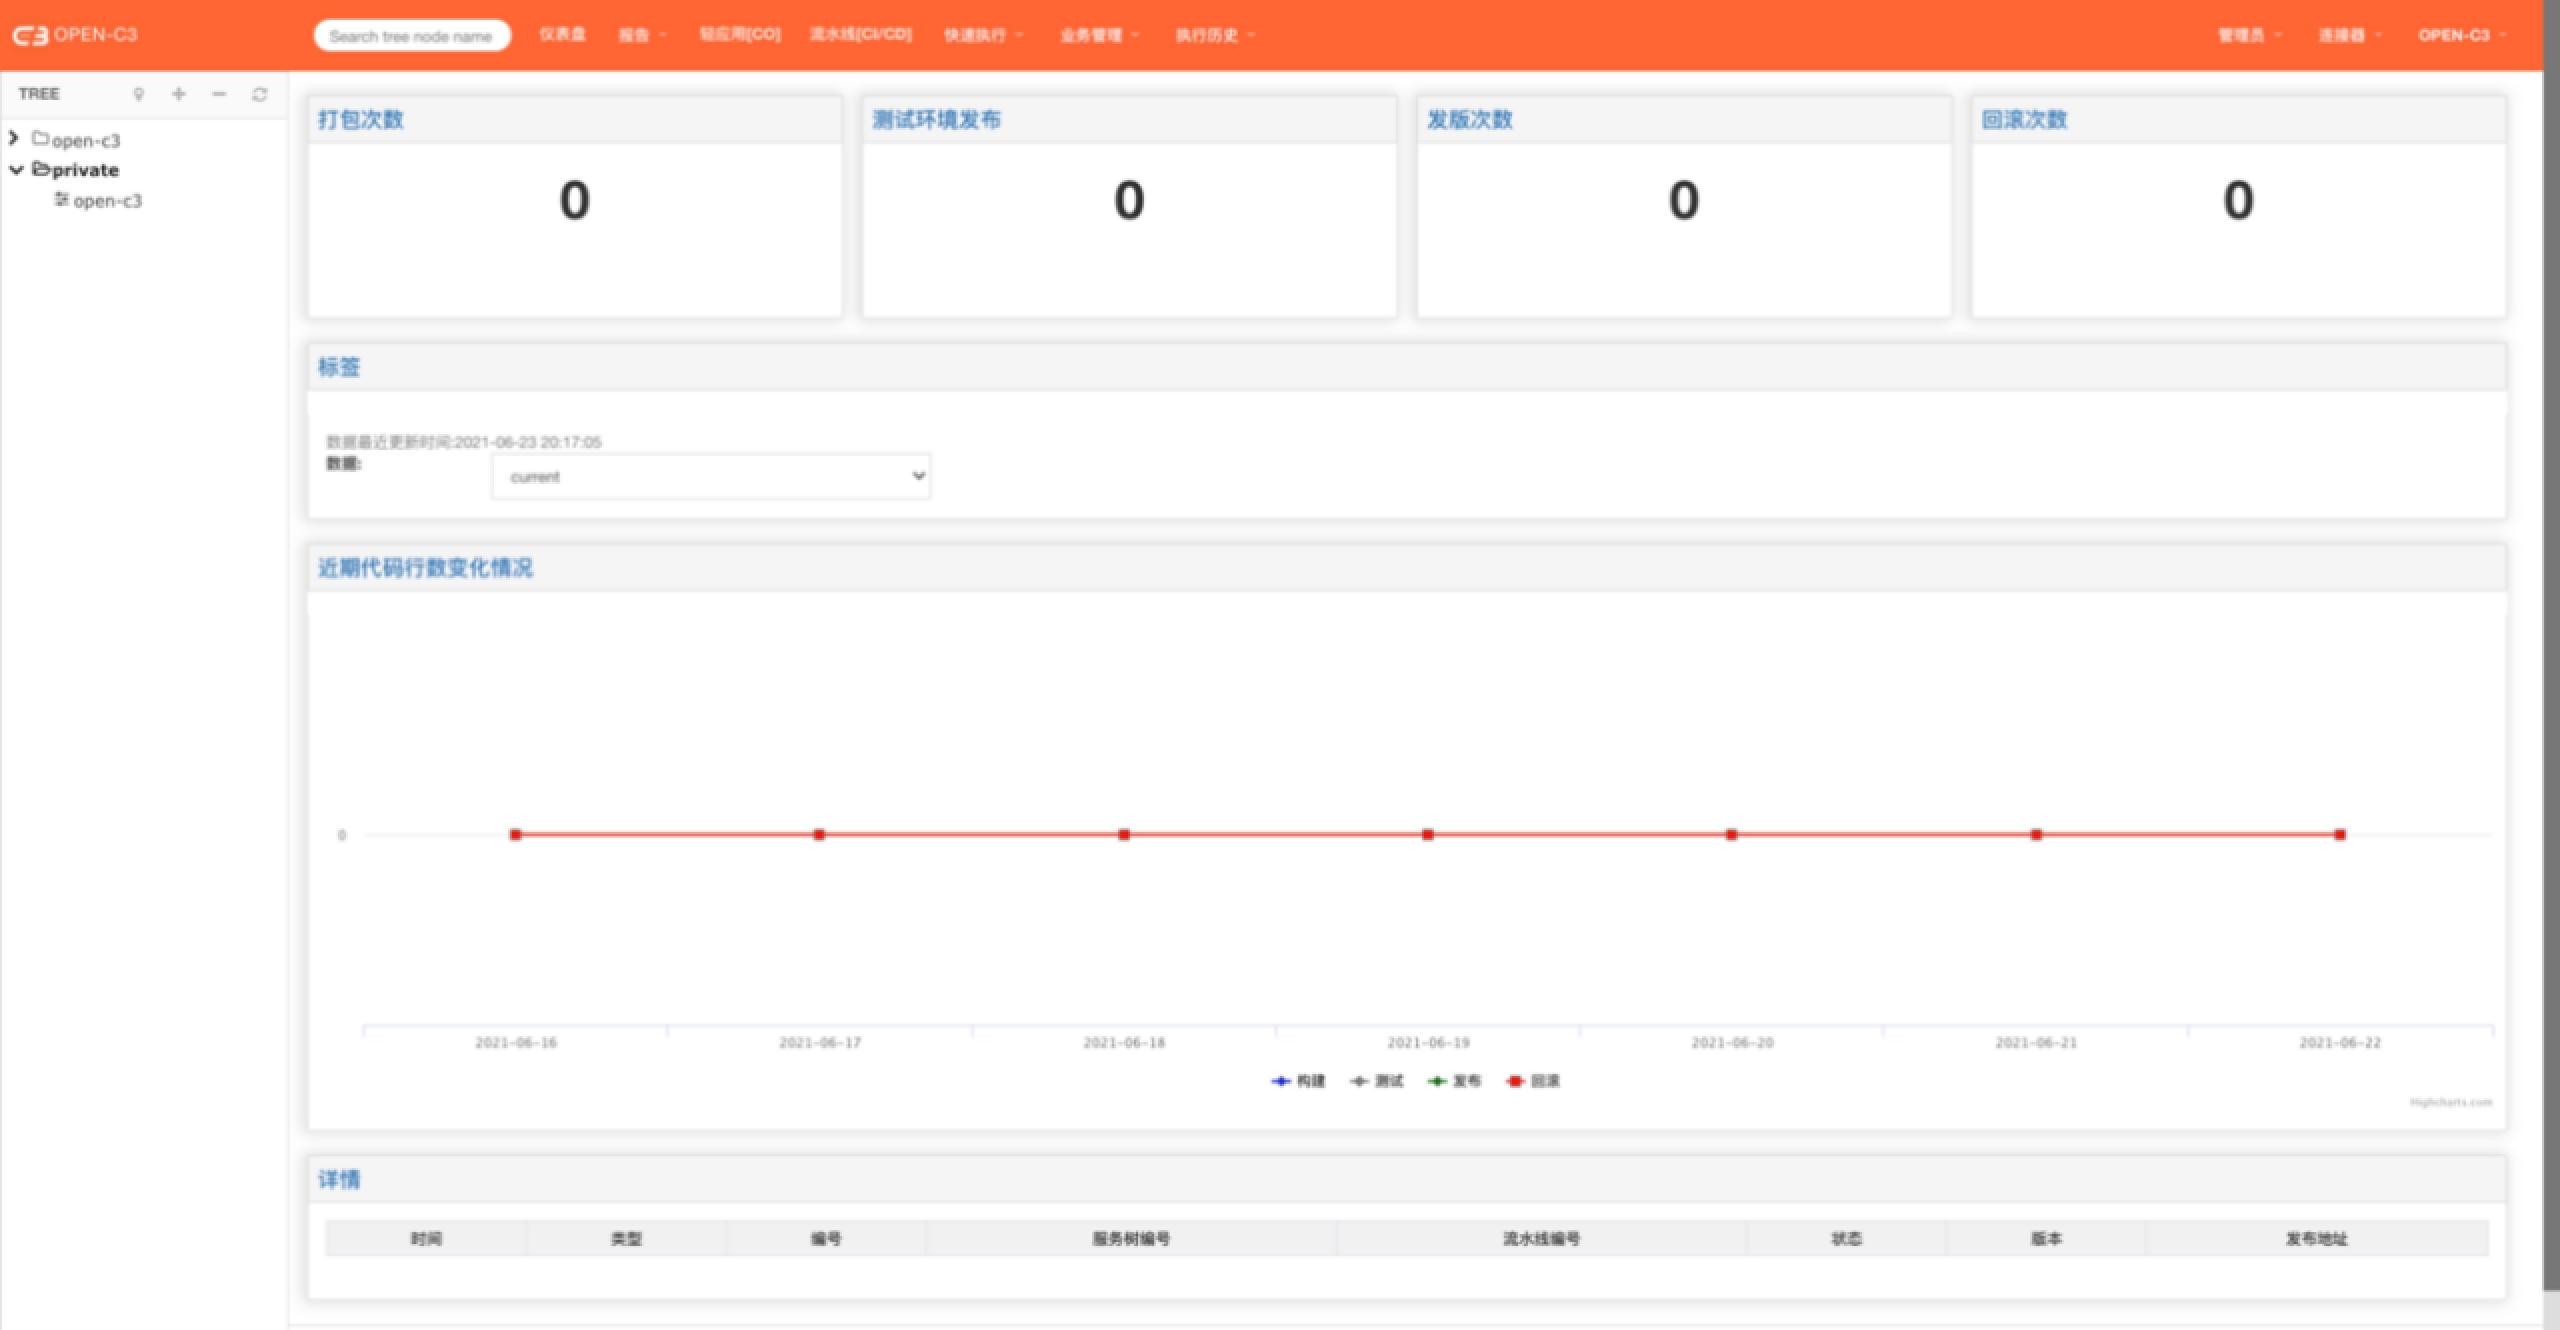 OPEN-C3
Search tree node name
仪表盘 报告 轻应用[CO] 流水线[CI/CD] 快速执行 业务管理 执行历史
管理员 连接器 OPEN-C3
TREE
open-c3
private
open-c3
打包次数
0
测试环境发布
0
发版次数
0
回滚次数
0
标签
数据最近更新时间:2021-06-23 20:17:05
数据:
current
近期代码行数变化情况
0
2021-06-16 2021-06-17 2021-06-18 2021-06-19 2021-06-20 2021-06-21 2021-06-22
构建 测试 发布 回滚
Highcharts.com
详情
时间 类型 编号 服务树编号 流水线编号 状态 版本 发布地址